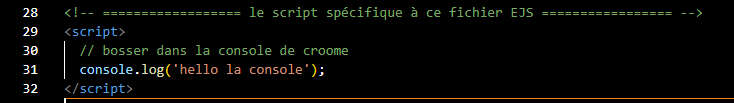 28 <!-- ================== le script spécifique à ce fichier EJS ================= -->
29 <script>
30 // bosser dans la console de croome
31 console.log('hello la console');
32 </script>